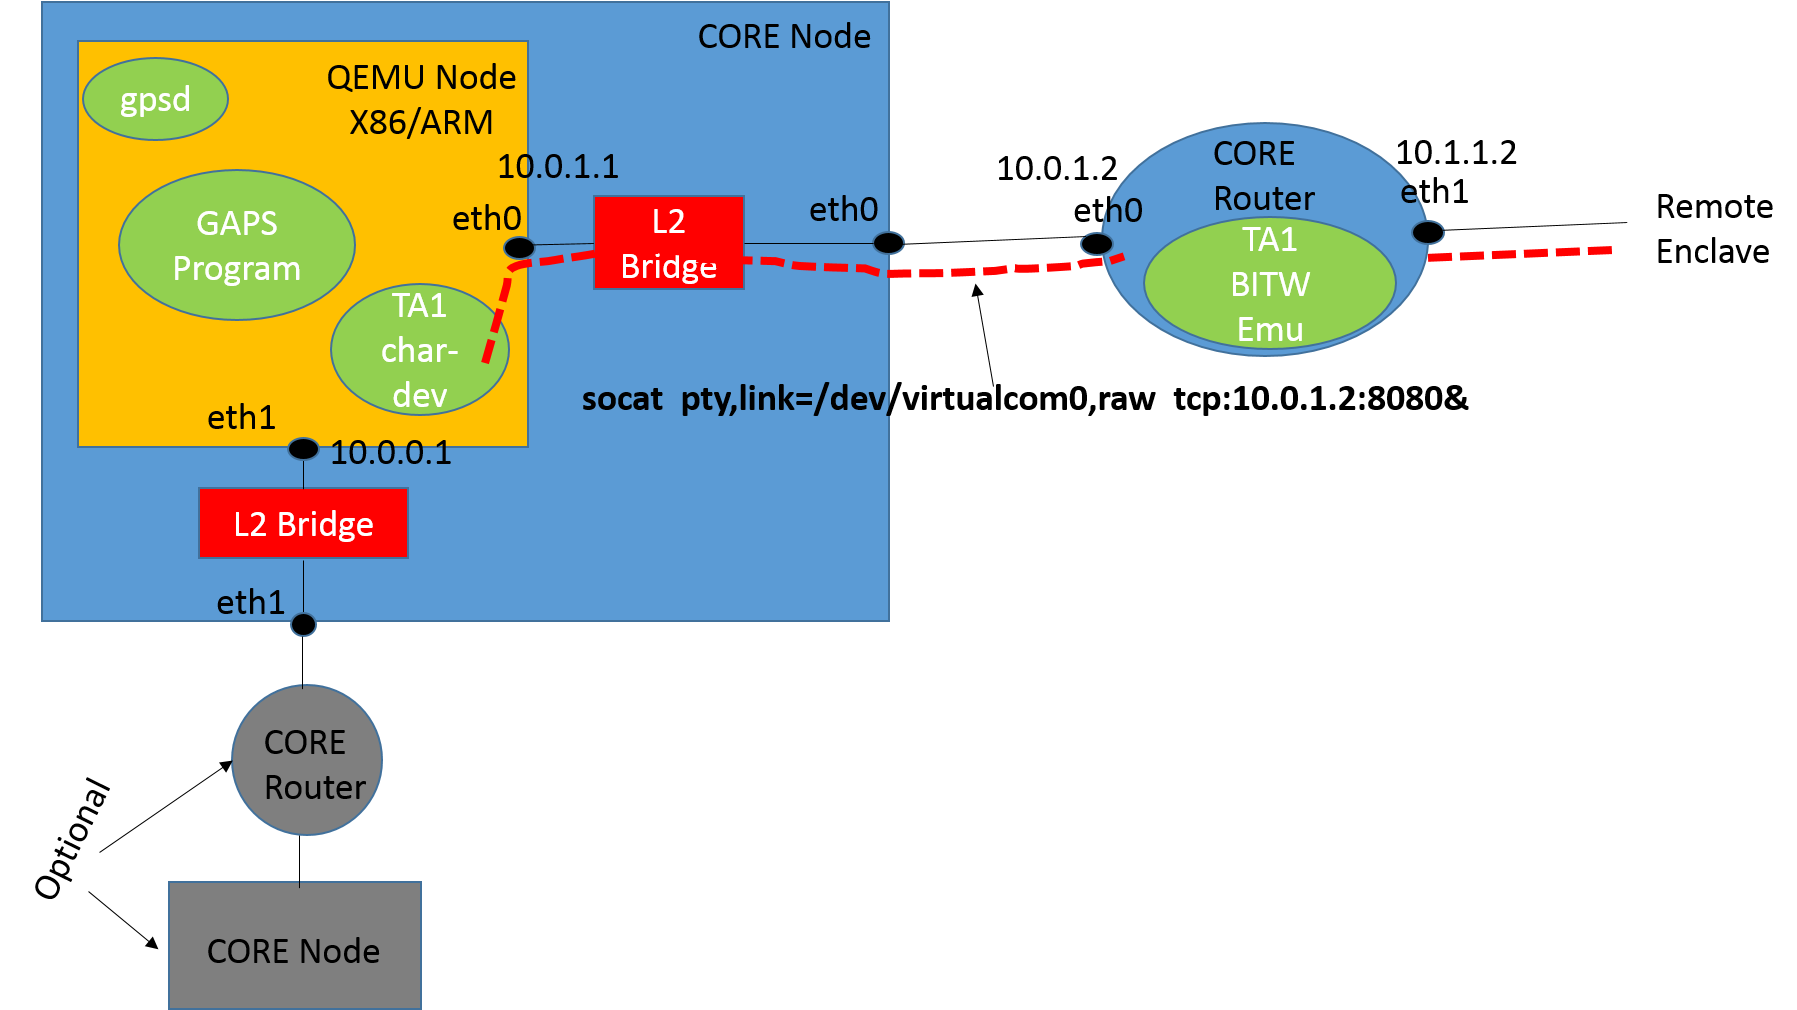 CORE Node
QEMU Node
X86/ARM
gpsd
GAPS
Program
TA1
char-
dev
10.0.1.1
eth0
L2
Bridge
eth0
10.0.1.2
eth0
CORE
Router
TA1
BITW
Emu
10.1.1.2
eth1
Remote
Enclave
socat pty,link=/dev/virtualcom0,raw tcp:10.0.1.2:8080&
eth1
10.0.0.1
L2 Bridge
eth1
CORE
Router
Optional
CORE Node